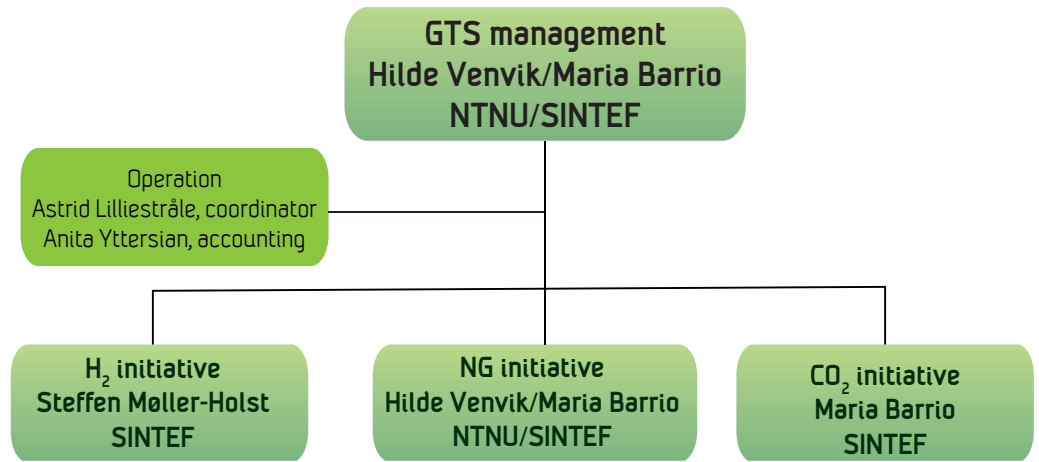 GTS management
Hilde Venvik/Maria Barrio
NTNU/SINTEF
Operation
Astrid Lilliestråle, coordinator
Anita Yttersian, accounting
H₂ initiative
Steffen Møller-Holst
SINTEF
NG initiative
Hilde Venvik/Maria Barrio
NTNU/SINTEF
CO₂ initiative
Maria Barrio
SINTEF